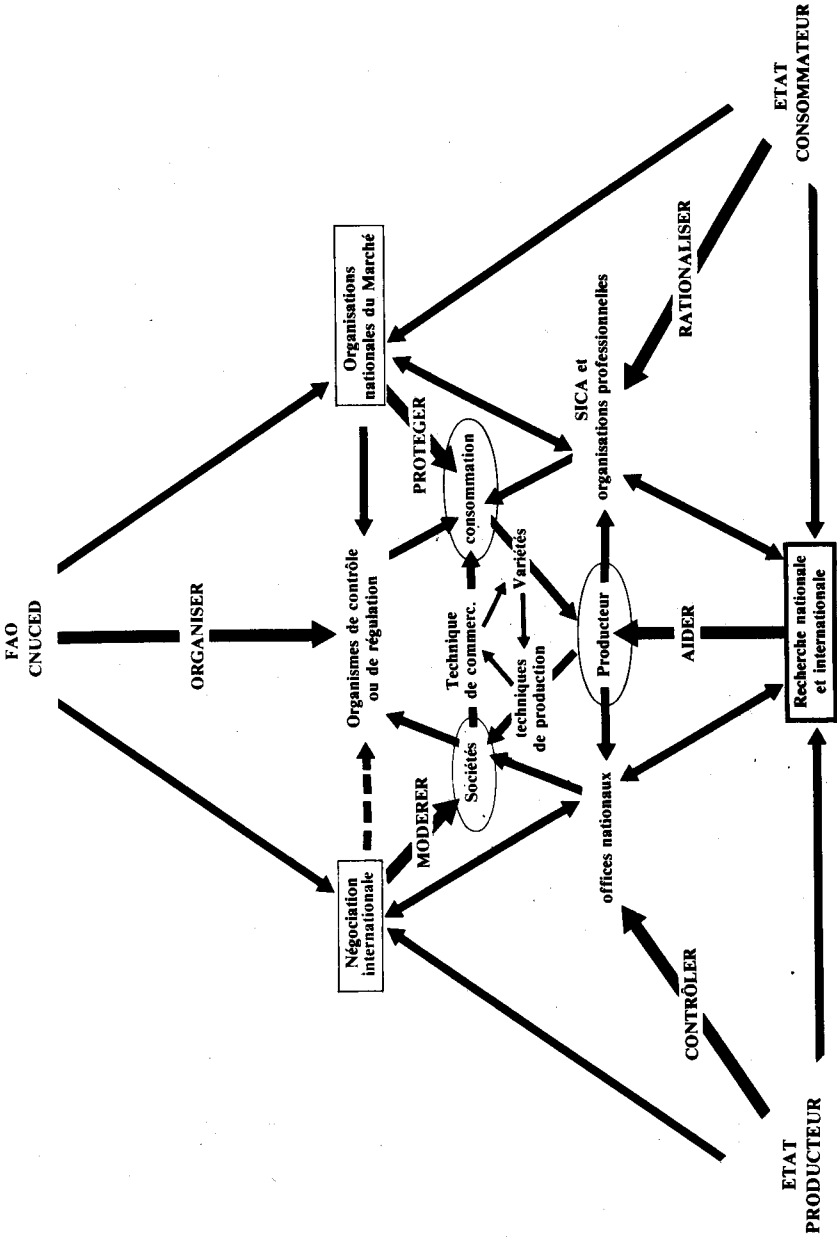 FAO
CNUCED
ORGANISER
Négociation
internationale
Organismes de contrôle
ou de régulation
Organisations
nationales du Marché
MODERER
PROTEGER
Sociétés
Technique
de commerc.
consommation
techniques
de production
Variétés
offices nationaux
Producteur
SICA et
organisations professionnelles
CONTRÔLER
AIDER
RATIONALISER
ETAT
PRODUCTEUR
Recherche nationale
et internationale
ETAT
CONSOMMATEUR